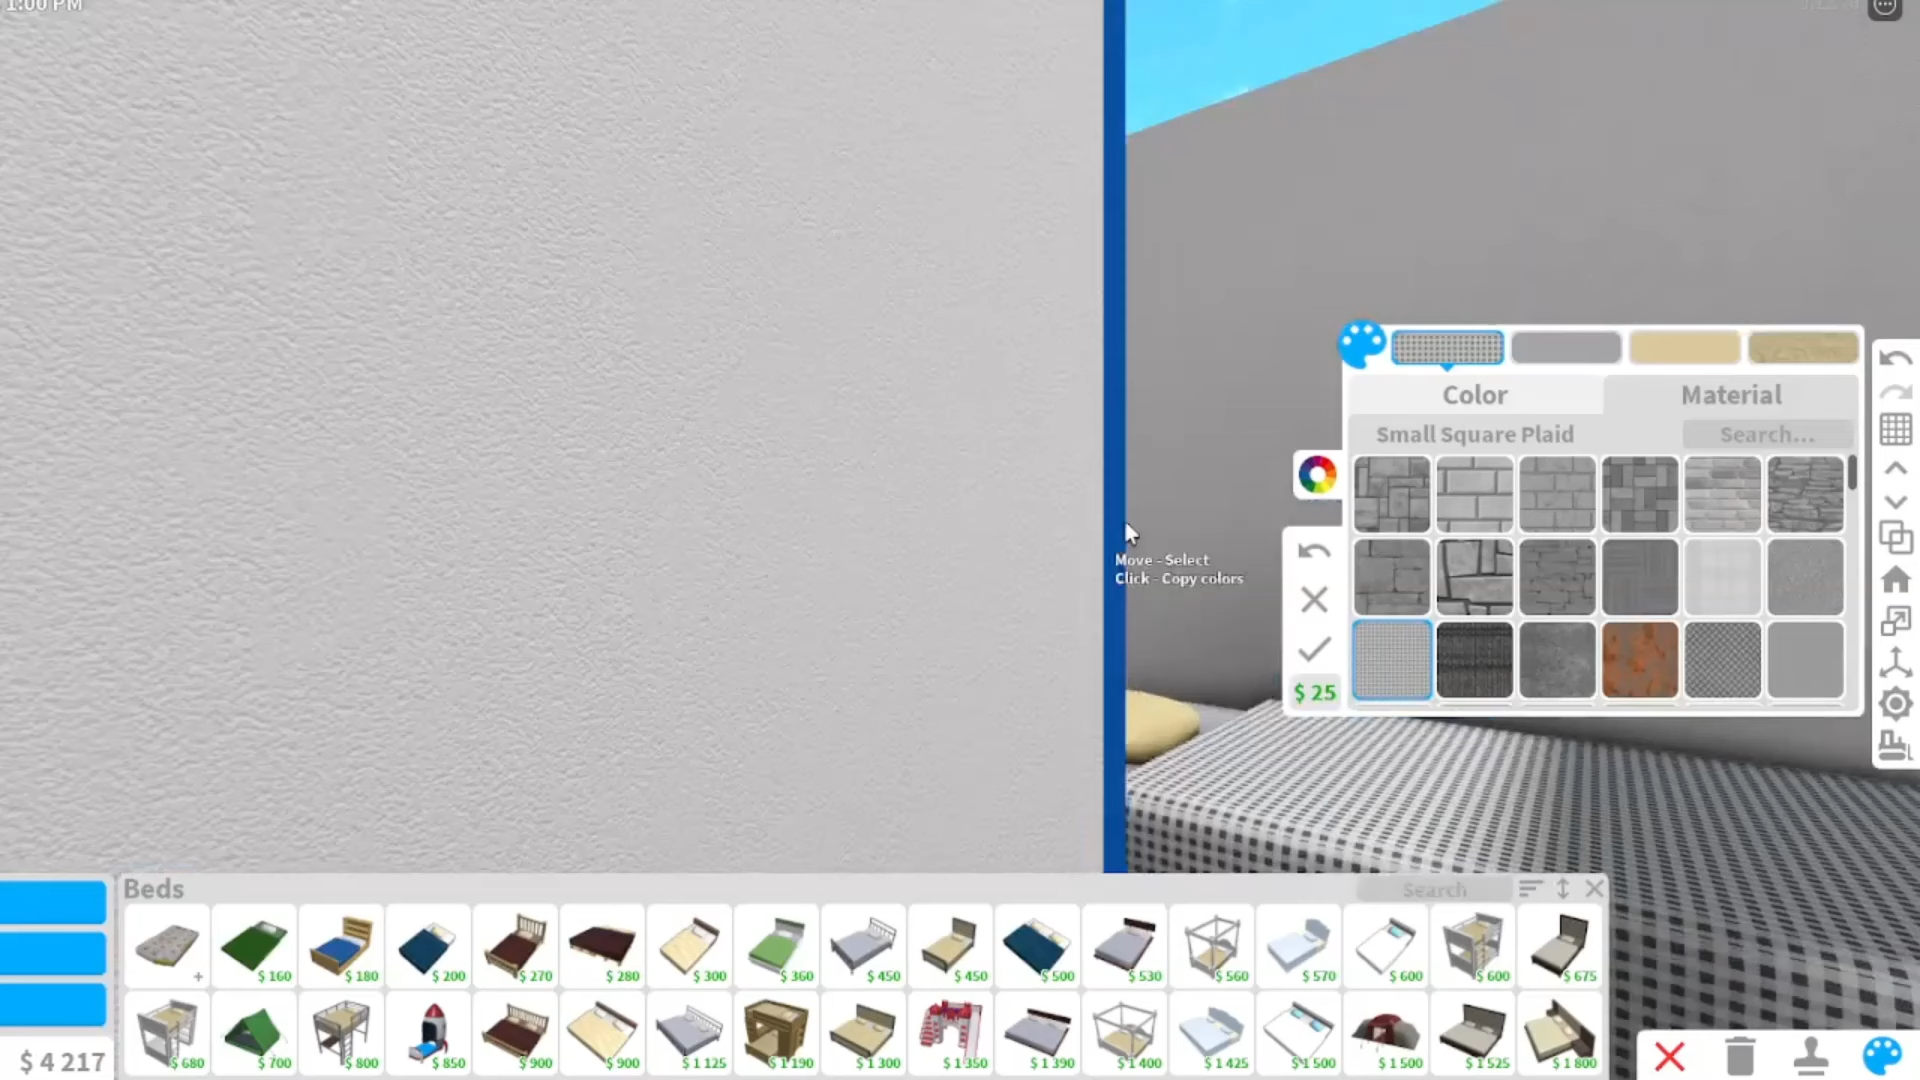 1:00 PM
Color
Material
Small Square Plaid
Search...
Move - Select
Click - Copy colors
$ 25
Beds
Search
$ 160
$ 180
$ 200
$ 270
$ 280
$ 300
$ 360
$ 450
$ 450
$ 500
$ 530
$ 560
$ 570
$ 600
$ 600
$ 675
$ 680
$ 700
$ 800
$ 850
$ 900
$ 900
$ 1 125
$ 1 190
$ 1 300
$ 1 350
$ 1 390
$ 1 400
$ 1 425
$ 1 500
$ 1 500
$ 1 525
$ 1 800
$ 4 217